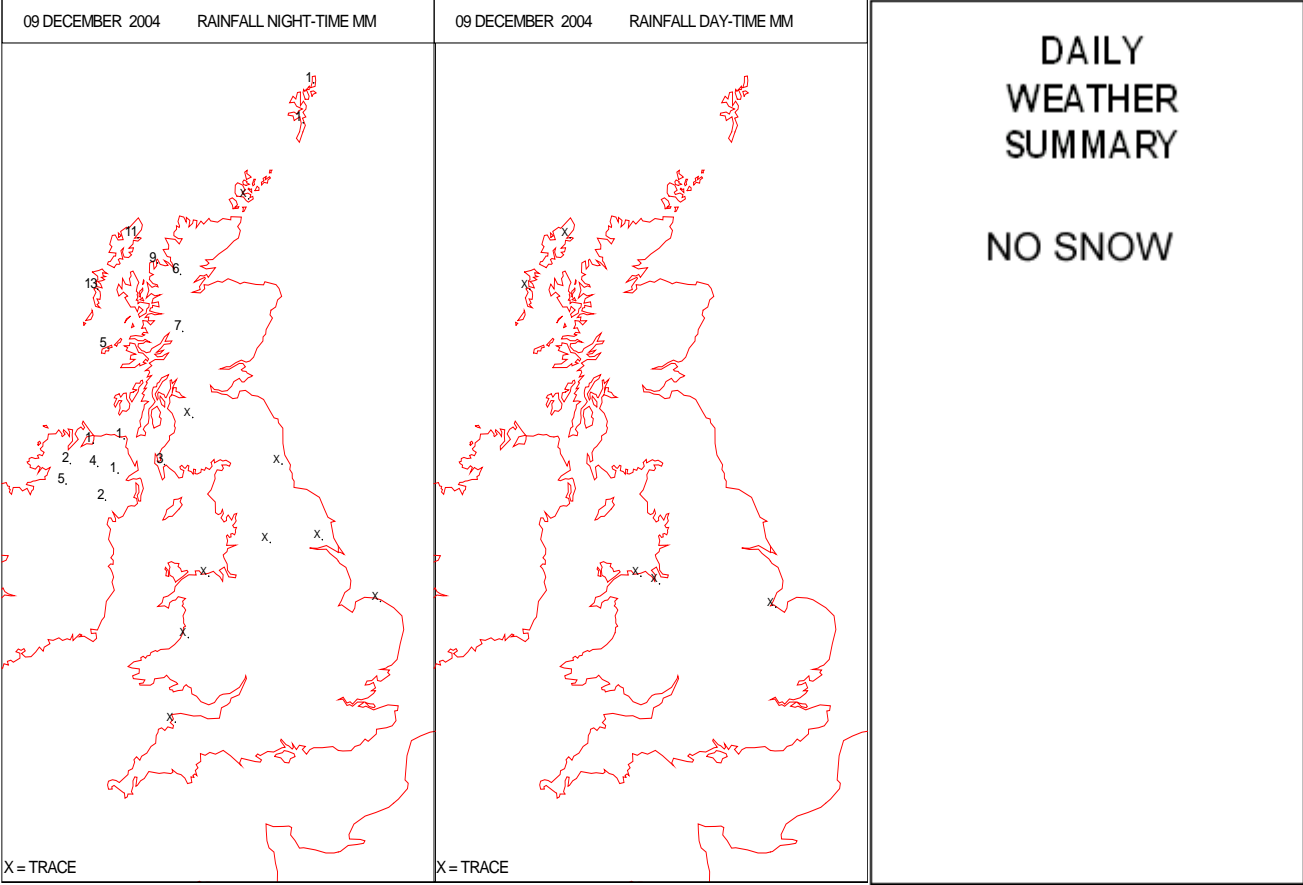 09 DECEMBER 2004 RAINFALL NIGHT-TIME MM
1
1
X
11
9
6
13
7
5
X
1
1
2
4
1
3
X
5
2
X
X
X
X
X
X
X = TRACE
09 DECEMBER 2004 RAINFALL DAY-TIME MM
X
X
X
X
X
X = TRACE
DAILY
WEATHER
SUMMARY
NO SNOW